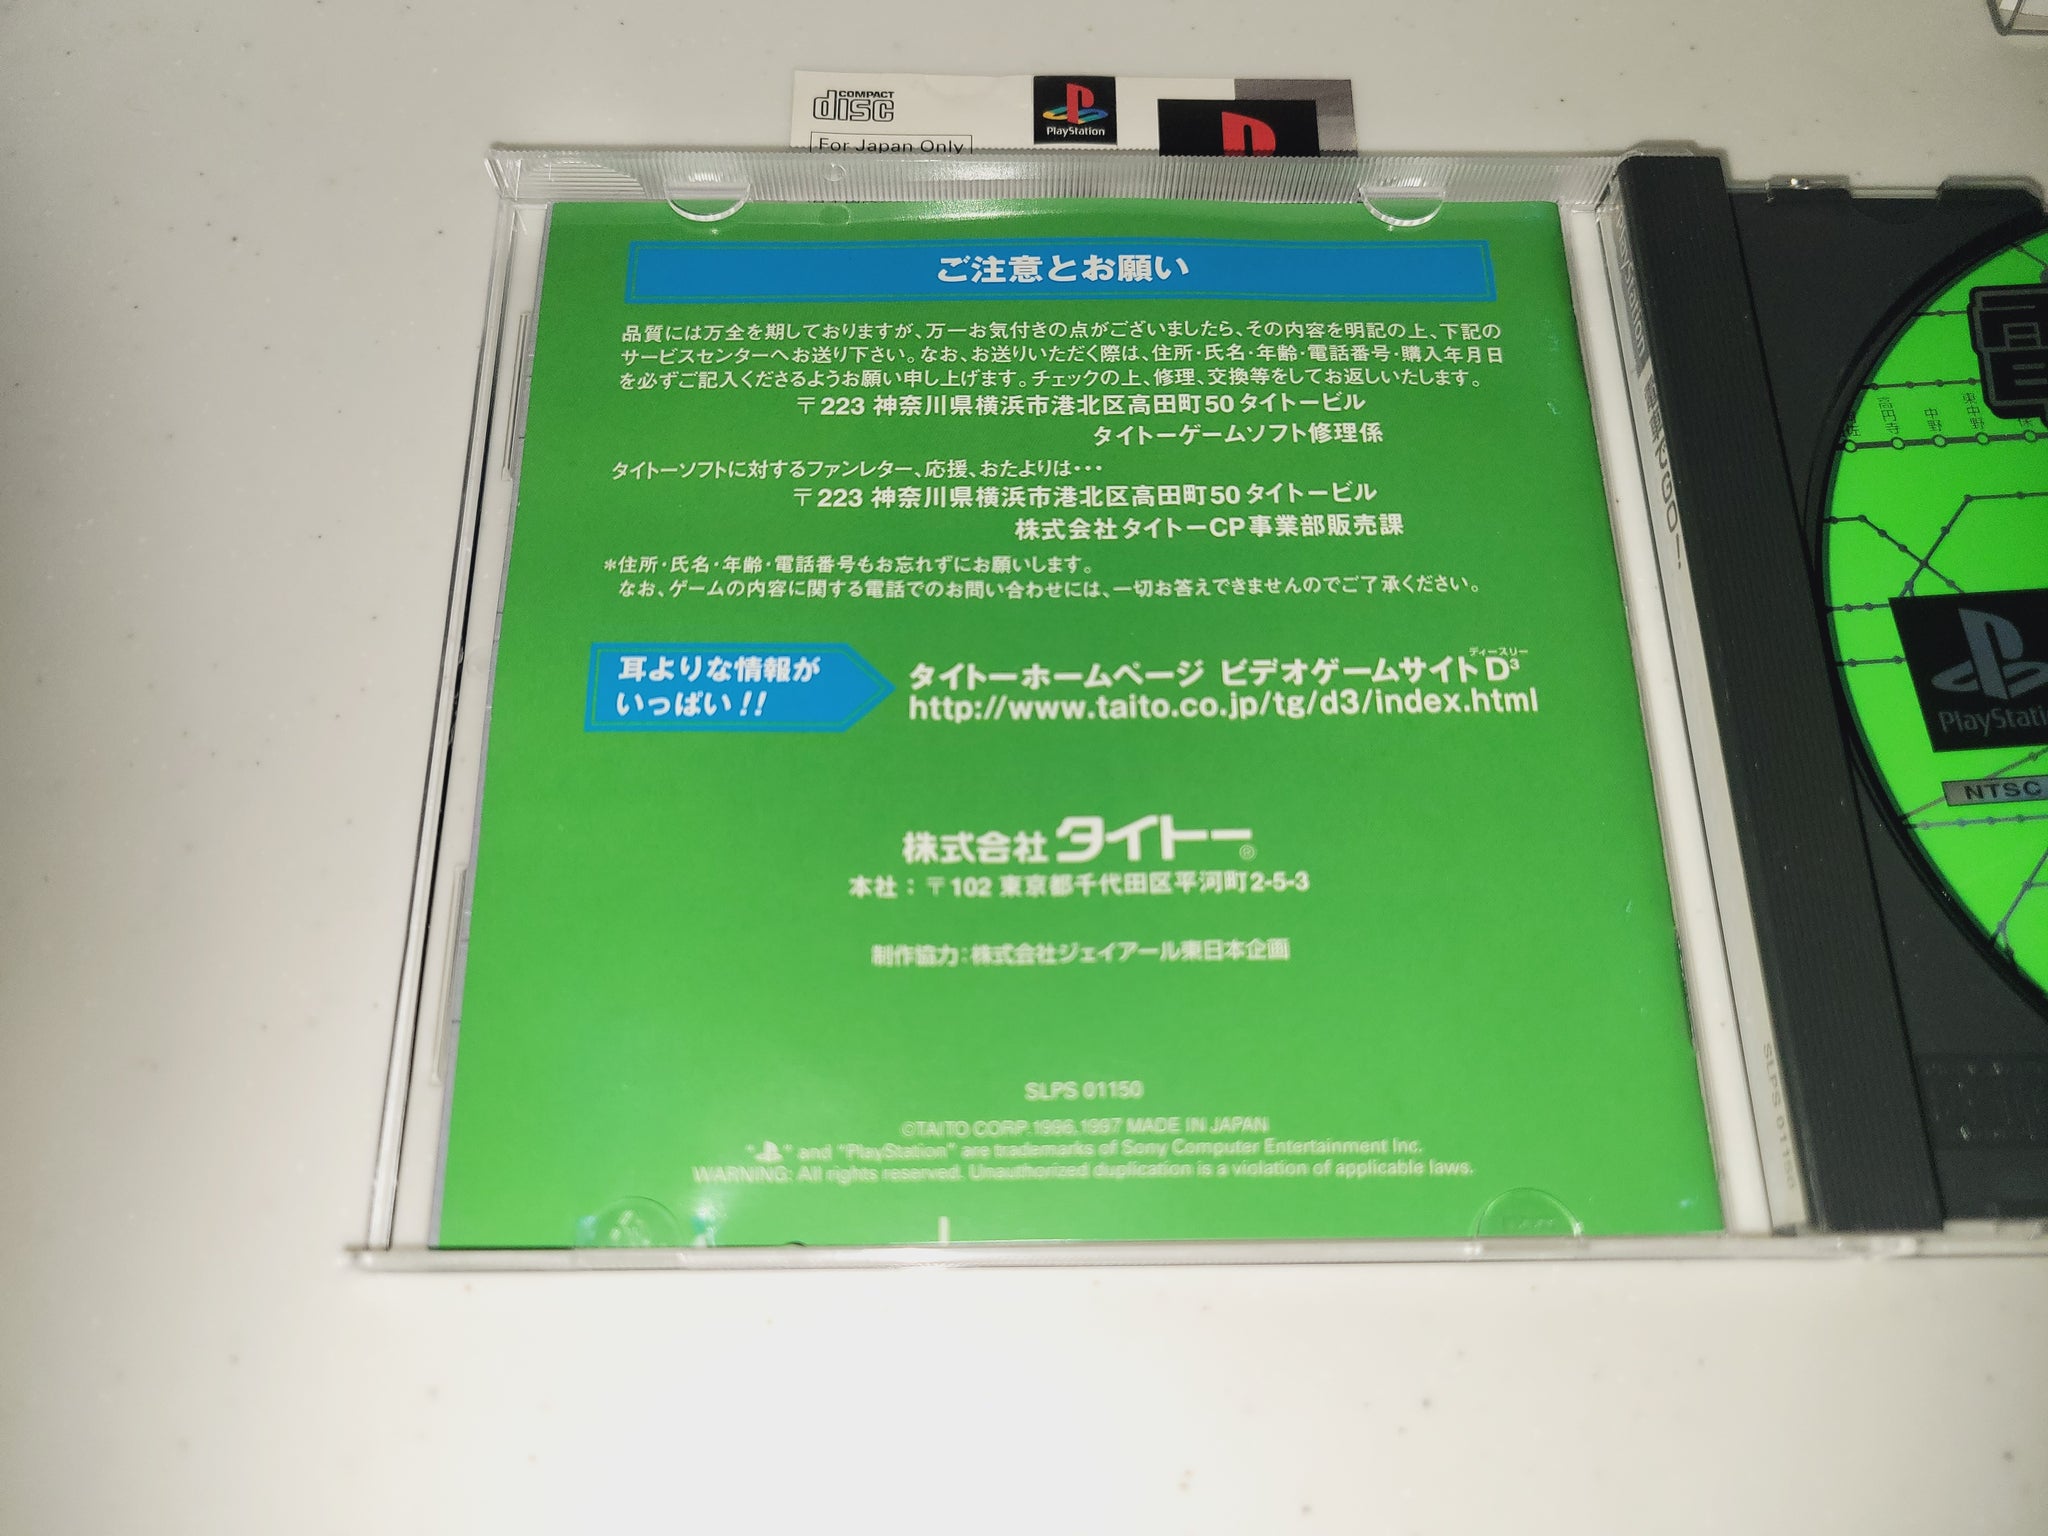 COMPACT
disc
PlayStation
For Japan Only
ご注意とお願い
品質には万全を期しておりますが、万一お気付きの点がございましたら、その内容を明記の上、下記の
サービスセンターへお送り下さい。なお、お送りいただく際は、住所・氏名・年齢・電話番号・購入年月日
を必ずご記入くださるようお願い申し上げます。チェックの上、修理、交換等をしてお返しいたします。
〒223 神奈川県横浜市港北区高田町50 タイトービル
タイトーゲームソフト修理係
タイトーソフトに対するファンレター、応援、おたよりは・・・
〒223 神奈川県横浜市港北区高田町50 タイトービル
株式会社タイトーCP事業部販売課
＊住所・氏名・年齢・電話番号もお忘れずにお願いします。
なお、ゲームの内容に関する電話でのお問い合わせには、一切お答えできませんのでご了承ください。
耳よりな情報が
いっぱい!!
ディースリー
タイトーホームページ ビデオゲームサイトD³
http://www.taito.co.jp/tg/d3/index.html
株式会社 タイトー®
本社：〒102 東京都千代田区平河町2-5-3
制作協力：株式会社ジェイアール東日本企画
SLPS 01150
©TAITO CORP.1996,1997 MADE IN JAPAN
" " and "PlayStation" are trademarks of Sony Computer Entertainment Inc.
WARNING: All rights reserved. Unauthorized duplication is a violation of applicable laws.
PlayStation
電車でGO!
SLPS 01150
電
高円寺
中野
東中野
PlayStati
NTSC